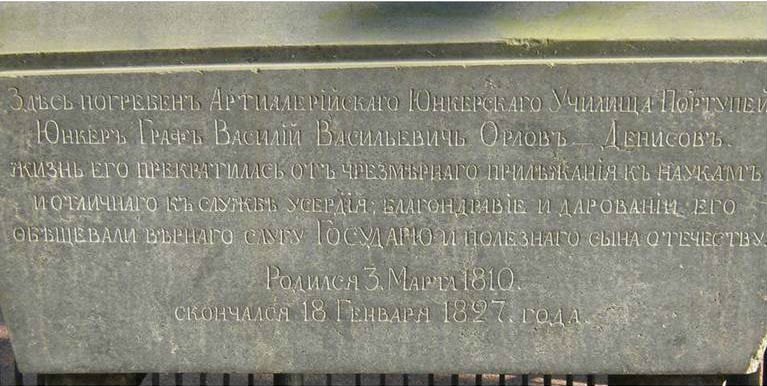 Здѣсь погребенъ Артиллерійскаго Юнкерскаго Училища Портупей
Юнкеръ Графъ Василій Васильевичь Орловъ – Денисовъ.
жизнь его прекратилась отъ чрезмѣрнаго прилѣжанія къ наукамъ
и отличнаго къ службѣ усердія; благондравіе и дарованіи его
обѣщевали вѣрнаго слугу ГОСУДАРЮ и полезнаго сына отечеству.
Родился 3. Марта 1810.
скончался 18 Генваря 1827. года.